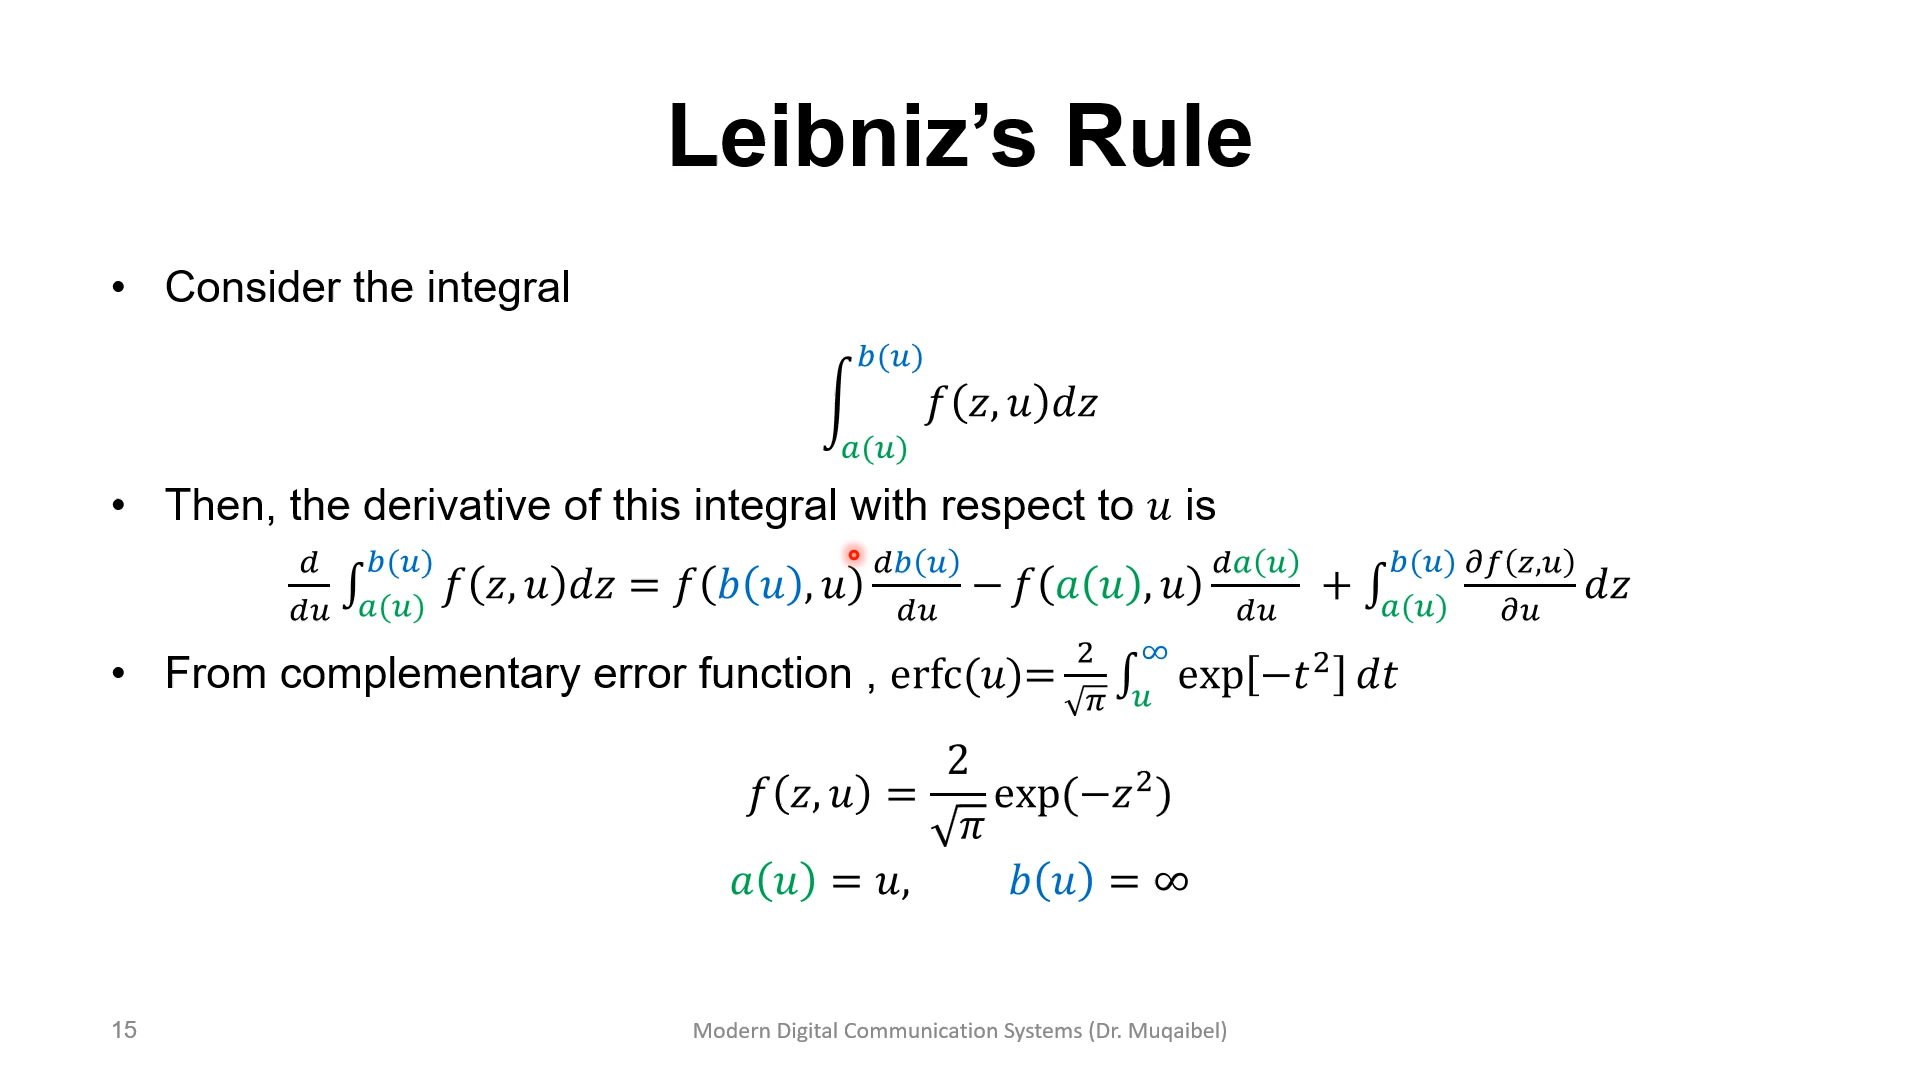 Leibniz’s Rule
• Consider the integral
∫_{a(u)}^{b(u)} f(z,u)dz
• Then, the derivative of this integral with respect to u is
d/du ∫_{a(u)}^{b(u)} f(z,u)dz = f(b(u),u) db(u)/du − f(a(u),u) da(u)/du + ∫_{a(u)}^{b(u)} ∂f(z,u)/∂u dz
• From complementary error function , erfc(u)= 2/√π ∫_{u}^{∞} exp[−t²] dt
f(z,u) = 2/√π exp(−z²)
a(u) = u, b(u) = ∞
15 Modern Digital Communication Systems (Dr. Muqaibel)